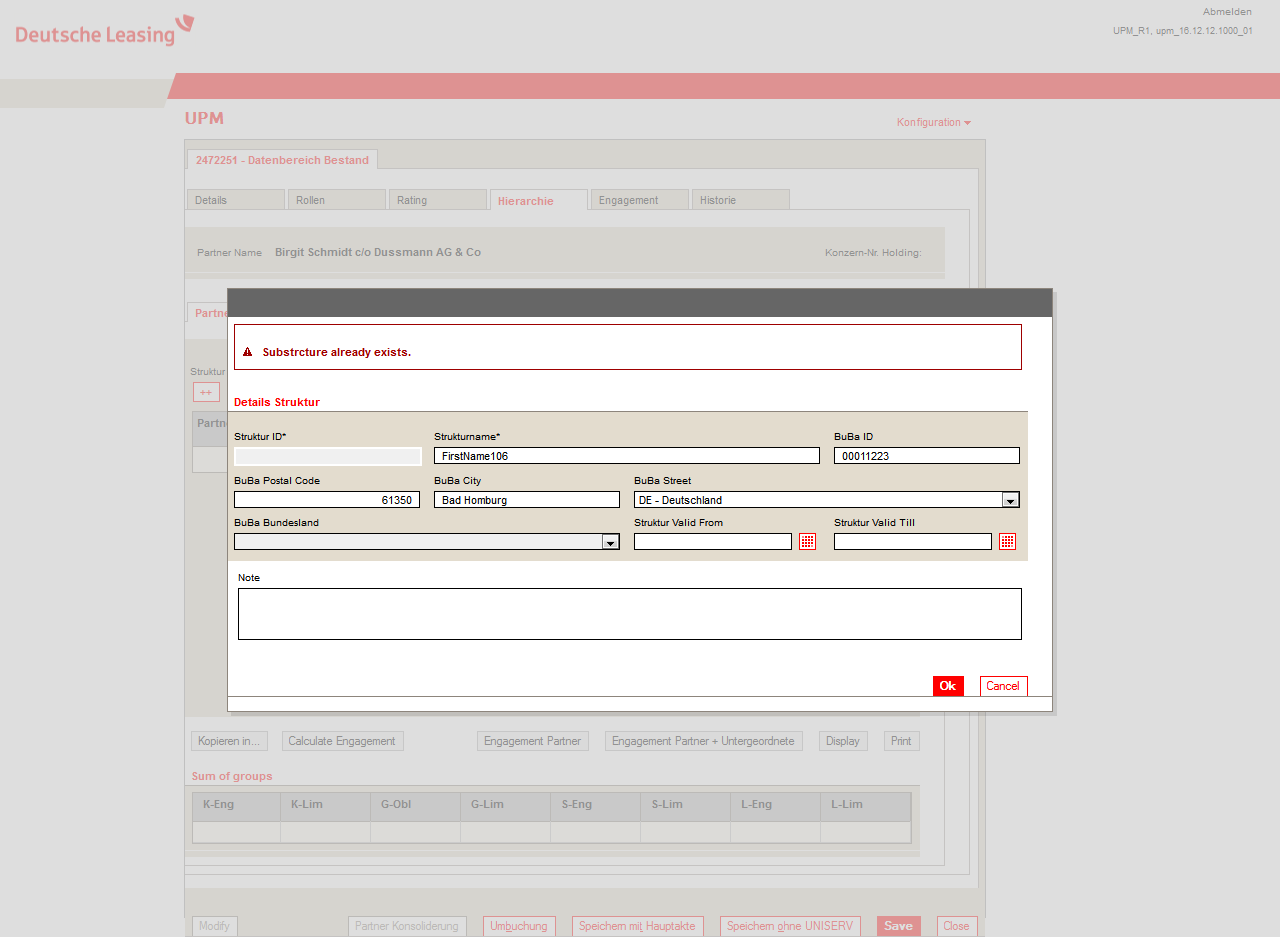 Deutsche Leasing
Abmelden
UPM_R1, upm_16.12.12.1000_01
UPM
Konfiguration
2472251 - Datenbereich Bestand
Details Rollen Rating Hierarchie Engagement Historie
Partner Name Birgit Schmidt c/o Dussmann AG & Co Konzern-Nr. Holding:
Partne
Substrcture already exists.
Struktur
++
Details Struktur
Partn
Struktur ID* Strukturname* BuBa ID
FirstName106 00011223
BuBa Postal Code BuBa City BuBa Street
61350 Bad Homburg DE - Deutschland
BuBa Bundesland Struktur Valid From Struktur Valid Till
Note
Ok Cancel
Kopieren in... Calculate Engagement Engagement Partner Engagement Partner + Untergeordnete Display Print
Sum of groups
K-Eng K-Lim G-Obl G-Lim S-Eng S-Lim L-Eng L-Lim
Modify Partner Konsolidierung Umbuchung Speichern mit Hauptakte Speichern ohne UNISERV Save Close